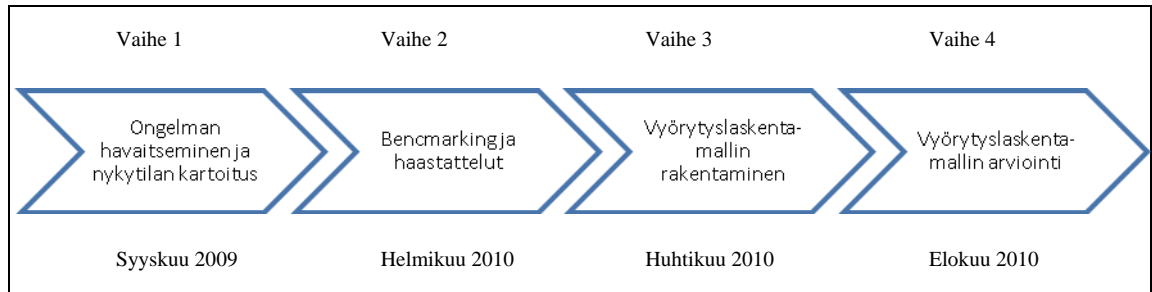 Vaihe 1
Vaihe 2
Vaihe 3
Vaihe 4
Ongelman
havaitseminen ja
nykytilan kartoitus
Bencmarking ja
haastattelut
Vyörytyslaskenta-
mallin
rakentaminen
Vyörytyslaskenta-
mallin arviointi
Syyskuu 2009
Helmikuu 2010
Huhtikuu 2010
Elokuu 2010